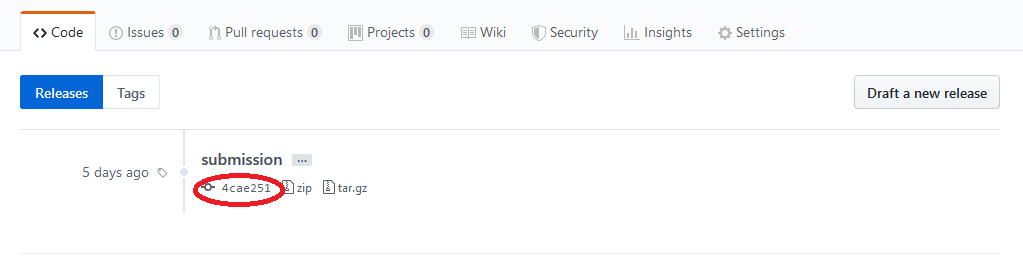 Code Issues 0 Pull requests 0 Projects 0 Wiki Security Insights Settings
Releases Tags Draft a new release
submission ...
5 days ago
4cae251 zip tar.gz